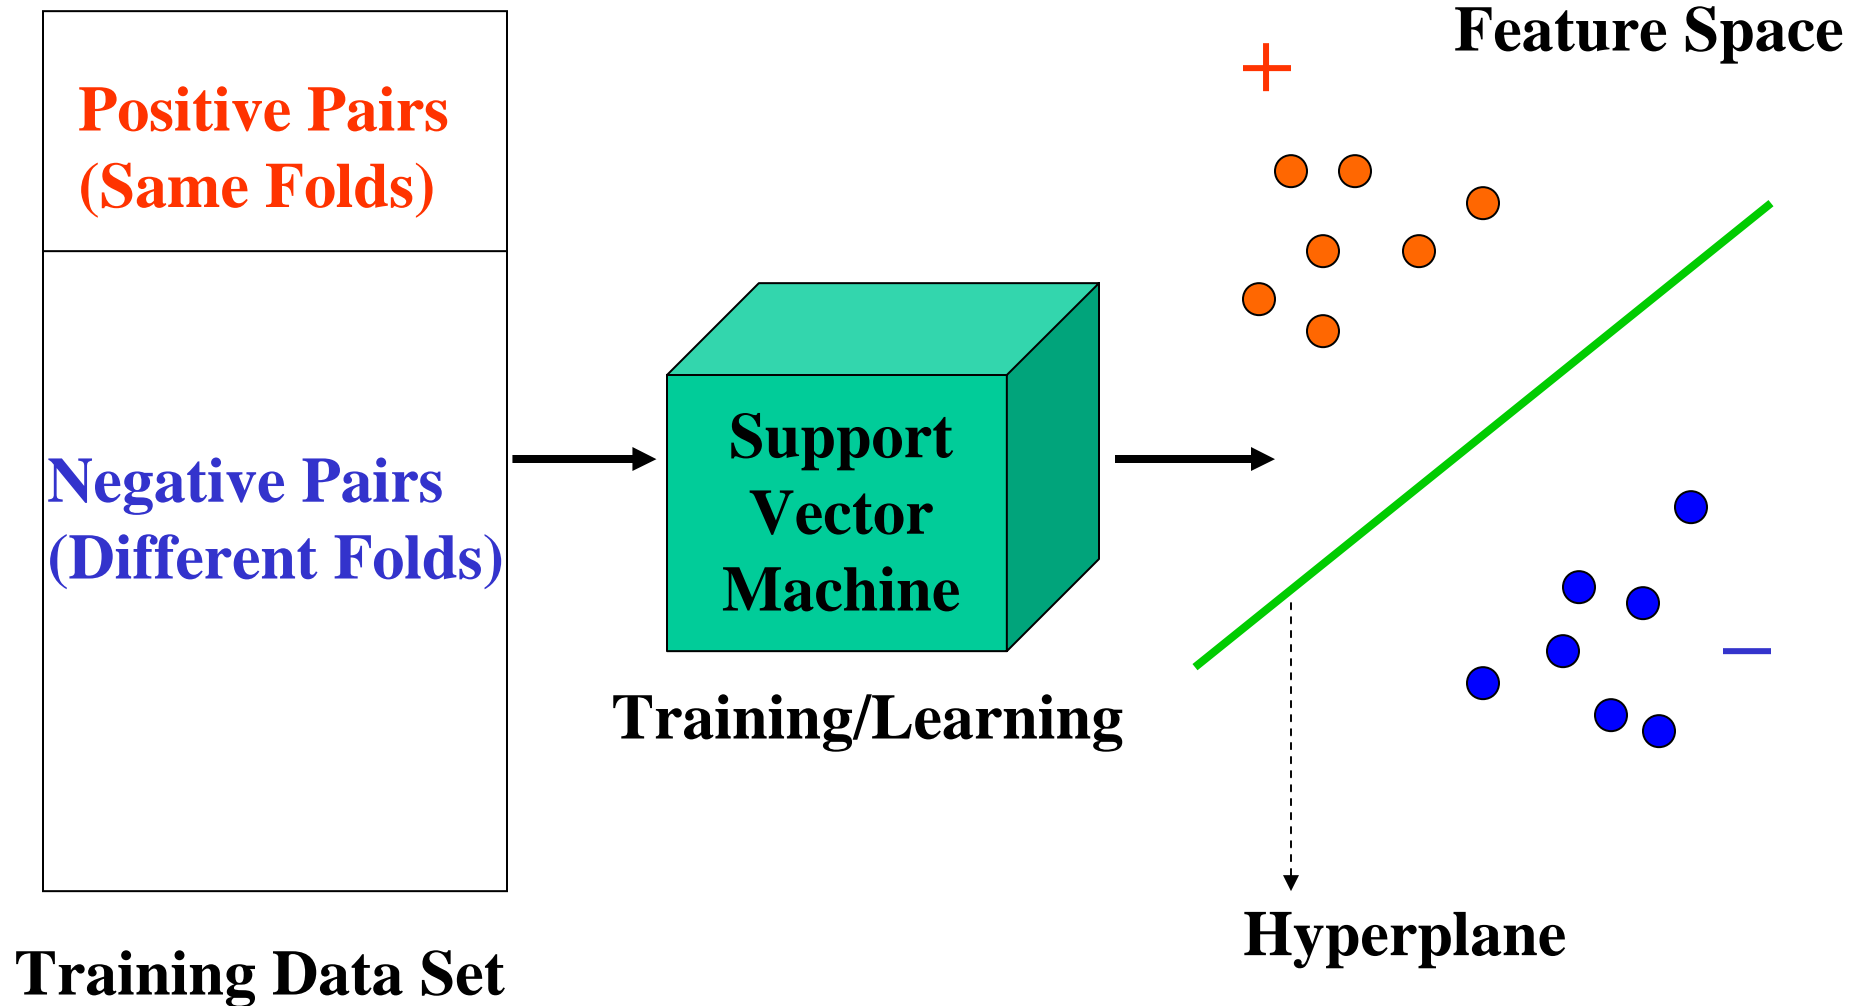 Positive Pairs
(Same Folds)
Negative Pairs
(Different Folds)
Training Data Set
Support
Vector
Machine
Training/Learning
Feature Space
+
–
Hyperplane